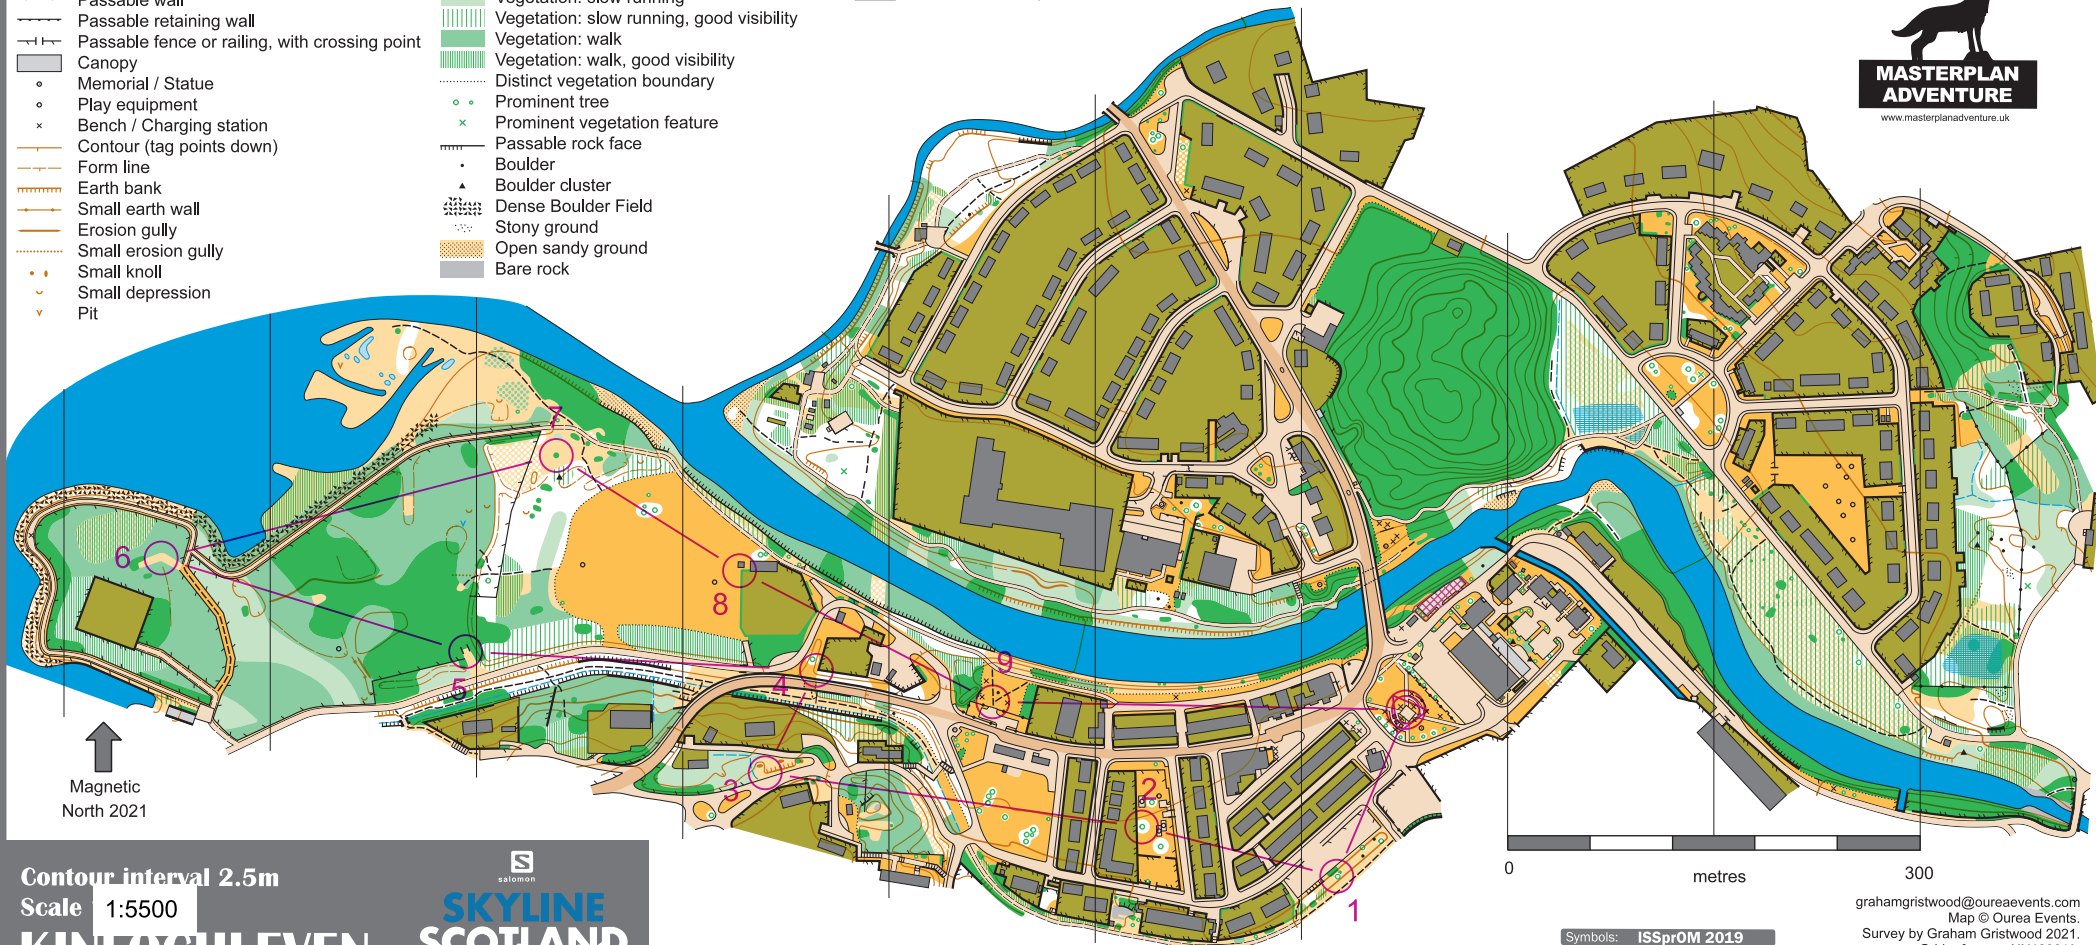 Passable wall
Passable retaining wall
Passable fence or railing, with crossing point
Canopy
Memorial / Statue
Play equipment
Bench / Charging station
Contour (tag points down)
Form line
Earth bank
Small earth wall
Erosion gully
Small erosion gully
Small knoll
Small depression
Pit
Vegetation: slow running
Vegetation: slow running, good visibility
Vegetation: walk
Vegetation: walk, good visibility
Distinct vegetation boundary
Prominent tree
Prominent vegetation feature
Passable rock face
Boulder
Boulder cluster
Dense Boulder Field
Stony ground
Open sandy ground
Bare rock
MASTERPLAN
ADVENTURE
www.masterplanadventure.uk
7
6
8
5
4
9
3
2
1
Magnetic
North 2021
0
metres
300
Contour interval 2.5m
Scale 1:5500
KINLOCHLEVEN
salomon
SKYLINE
SCOTLAND
grahamgristwood@oureaevents.com
Map © Ourea Events.
Survey by Graham Gristwood 2021.
Symbols: ISSprOM 2019